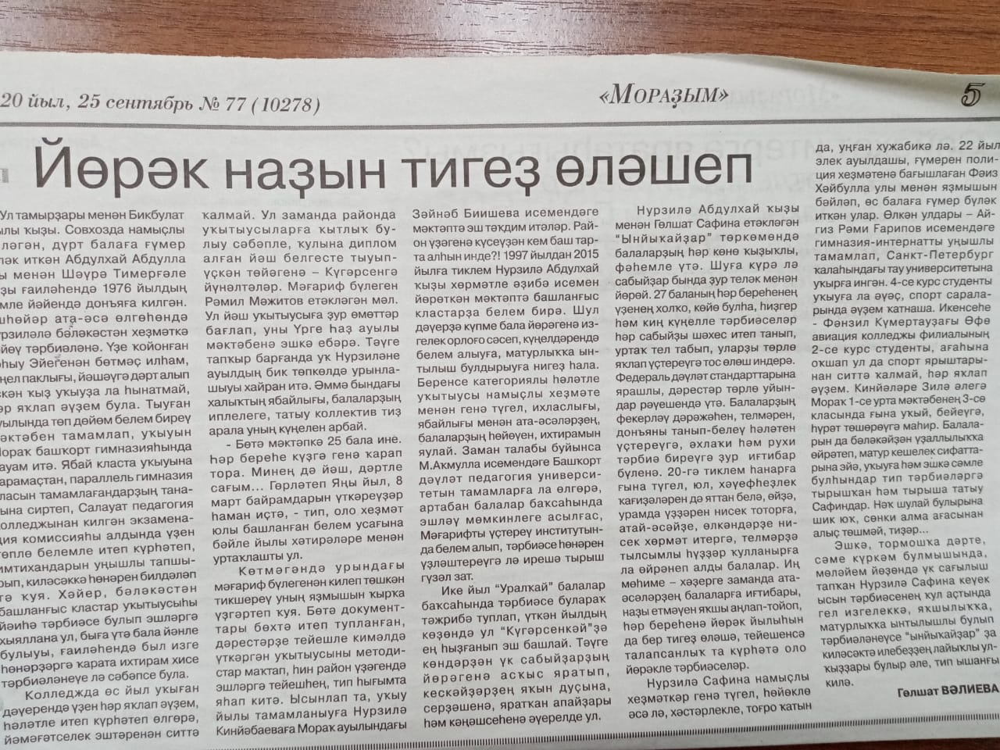 20 йыл, 25 сентябрь № 77 (10278)
«МОРАҘЫМ»
5
Йөрәк наҙын тигеҙ өләшеп
Ул тамырҙары менән Бикбулат
ылы ҡыҙы. Совхозда намыҫлы
ләгән, дүрт балаға ғүмер
ләк иткән Абдулхай Абдулла
ы менән Шәүрә Тимерғәле
ҙы ғаиләһендә 1976 йылдың
мле йәйендә донъяға килгән.
шһөйәр ата-әсә өлгөһөндә
урзиләлә бәләкәстән хеҙмәткә
йөү тәрбиәләнә. Үҙе ҡойонған
һыу Эйегенән бөтмәҫ илһам,
ңел паклығы, йәшәүгә дәрт алып
скән ҡыҙ уҡыуҙа ла һынатмай,
әр яҡлап әүҙем була. Тыуған
уылында төп дөйөм белем биреү
әктәбен тамамлап, уҡыуын
Мораҡ башҡорт гимназияһында
ауам итә. Ябай класта уҡыуына
арамаҫтан, параллель гимназия
ласын тамамлағандарҙың тана-
ына сиртеп, Салауат педагогия
олледжынан килгән экзамена-
ция комиссияһы алдында үҙен
төпле белемле итеп күрһәтеп,
имтихандарын уңышлы тапшы-
рып, киләсәккә һөнәрен билдәләп
тә ҡуя. Хәйер, бәләкәстән
башланғыс кластар уҡытыусыһы
йәиһә тәрбиәсе булып эшләргә
хыяллана ул, быға үтә бала йәнле
булыуы, ғаиләһендә был изге
һөнәрҙәргә ҡарата ихтирам хисе
тәрбиәләнеүе лә сәбәпсе була.
Колледжда өс йыл уҡыған
дәүерендә үҙен һәр яҡлап әүҙем,
һәләтле итеп күрһәтеп өлгөрә,
йәмәғәтселек эштәренән ситтә
ҡалмай. Ул заманда районда
уҡытыусыларға ҡытлыҡ бу-
лыу сәбәпле, ҡулына диплом
алған йәш белгесте тыуып-
үҫкән төйәгенә – Күгәрсенгә
йүнәлтәләр. Мәғариф бүлеген
Рәмил Мәжитов етәкләгән мәл.
Ул йәш уҡытыусыға ҙур өмөттәр
бағлап, уны Үрге Һаҙ ауылы
мәктәбенә эшкә ебәрә. Тәүге
тапҡыр барғанда уҡ Нурзиләне
ауылдың бик төпкөлдә урынла-
шыуы хайран итә. Әммә бындағы
халыҡтың ябайлығы, балаларҙың
иплелеге, татыу коллектив тиҙ
арала уның күңелен арбай.
- Бөтә мәктәпкә 25 бала ине.
Һәр береһе күҙгә генә ҡарап
тора. Минең дә йәш, дәртле
сағым... Гөрләтеп Яңы йыл, 8
март байрамдарын үткәреүҙәр
һаман иҫтә, - тип, оло хеҙмәт
юлы башланған белем усағына
бәйле йылы хәтирәләре менән
уртаҡлашты ул.
Көтмәгәндә урындағы
мәғариф бүлегенән килеп төшкән
тикшереү уның яҙмышын ҡырҡа
үҙгәртеп ҡуя. Бөтә документ-
тары бөхтә итеп тупланған,
дәрестәрҙе тейешле кимәлдә
үткәргән уҡытыусыны методи-
стар маҡтап, һин район үҙәгендә
эшләргә тейешһең, тип һығымта
яһап китә. Ысынлап та, уҡыу
йылы тамамланыуға Нурзилә
Кинйәбаеваға Мораҡ ауылындағы
Зәйнәб Биишева исемендәге
мәктәптә эш тәҡдим итәләр. Рай-
он үҙәгенә күсеүҙән кем баш тар-
та алһын инде?! 1997 йылдан 2015
йылға тиклем Нурзилә Абдулхай
ҡыҙы хөрмәтле әҙибә исемен
йөрөткән мәктәптә башланғыс
класстарҙа белем бирә. Шул
дәүерҙә күпме бала йөрәгенә из-
гелек орлоғо сәсеп, күңелдәрендә
белем алыуға, матурлыҡҡа ын-
тылыш булдырыуға нигеҙ һала.
Беренсе категориялы һәләтле
уҡытыусы намыҫлы хеҙмәте
менән генә түгел, ихласлығы,
ябайлығы менән ата-әсәләрҙең,
балаларҙың һөйөүен, ихтирамын
яулай. Заман талабы буйынса
М.Аҡмулла исемендәге Башҡорт
дәүләт педагогия универси-
тетын тамамларға ла өлгөрә,
артабан балалар баҡсаһында
эшләү мөмкинлеге асылғас,
Мәғарифты үҫтереү институтын-
да белем алып, тәрбиәсе һөнәрен
үҙләштереүгә лә ирешә тырыш
гүзәл зат.
Ике йыл “Уралҡай” балалар
баҡсаһында тәрбиәсе булараҡ
тәжрибә туплап, үткән йылдың
көҙөндә ул “Күгәрсенкәй”ҙә
ең һыҙғанып эш башлай. Тәүге
көндәрҙән үк сабыйҙарҙың
йөрәгенә асҡыс яратып,
кескәйҙәрҙең яҡын дуҫына,
серҙәшенә, яратҡан апайҙары
һәм кәңәшсеһенә әүерелде ул.
Нурзилә Абдулхай ҡыҙы
менән Гөлшат Сафина етәкләгән
“Ынйыҡайҙар” төркөмөндә
балаларҙың һәр көнө ҡыҙыҡлы,
фәһемле үтә. Шуға күрә лә
сабыйҙар бында ҙур теләк менән
йөрөй. 27 баланың һәр береһенең
үҙенең холҡо, көйө булһа, һиҙгер
һәм киң күңелле тәрбиәселәр
һәр сабыйҙы шәхес итеп танып,
уртаҡ тел табып, уларҙы төрлө
яҡлап үҫтереүгә тос өлөш индерә.
Федераль дәүләт стандарттарына
ярашлы, дәрестәр төрлө уйын-
дар рәүешендә үтә. Балаларҙың
фекерләү дәрәжәһен, телмәрен,
донъяны танып-белеү һәләтен
үҫтереүгә, әхлаҡи һәм рухи
тәрбиә биреүгә ҙур иғтибар
бүленә. 20-гә тиклем һанарға
ғына түгел, юл, хәүефһеҙлек
ҡағиҙәләрен дә яттан белә, өйҙә,
урамда үҙҙәрен нисек тоторға,
атай-әсәйҙе, өлкәндәрҙе ни-
сек хөрмәт итергә, телмәрҙә
тылсымлы һүҙҙәр ҡулланырға
ла өйрәнеп алды балалар. Иң
мөһиме – хәҙерге заманда ата-
әсәләрҙең балаларға иғтибары,
наҙы етмәүен яҡшы аңлап-тойоп,
һәр береһенә йөрәк йылыһын
да бер тигеҙ өләшә, тейешенсә
талапсанлыҡ та күрһәтә оло
йөрәкле тәрбиәселәр.
Нурзилә Сафина намыҫлы
хеҙмәткәр генә түгел, һөйөклө
әсә лә, хәстәрлекле, тоғро ҡатын
да, уңған хужабикә лә. 22 йыл
элек ауылдашы, ғүмерен поли-
ция хеҙмәтенә бағышлаған Фәиз
Хәйбулла улы менән яҙмышын
бәйләп, өс балаға ғүмер бүләк
иткән улар. Өлкән улдары – Ай-
гиз Рәми Ғарипов исемендәге
гимназия-интернатты уңышлы
тамамлап, Санкт-Петербург
ҡалаһындағы тау университетына
уҡырға ингән. 4-се курс студенты
уҡыуға ла әүәҫ, спорт сарала-
рында әүҙем ҡатнаша. Икенсеһе
- Фәнзил Күмертауҙағы Өфө
авиация колледжы филиалының
2-се курс студенты, ағаһына
оҡшап ул да спорт ярыштары-
нан ситтә ҡалмай, һәр яҡлап
әүҙем. Кинйәләре Зилә әлегә
Мораҡ 1-се урта мәктәбенең 3-сө
класында ғына уҡый, бейеүгә,
һүрәт төшөрөүгә маһир. Балала-
рын да бәләкәйҙән үҙаллылыҡҡа
өйрәтеп, матур кешелек сифатта-
рына эйә, уҡыуға һәм эшкә сәмле
булһындар тип тәрбиәләргә
тырышҡан һәм тырыша татыу
Сафиндар. Нәҡ шулай булырына
шик юҡ, сөнки алма ағасынан
алыҫ төшмәй, тиҙәр...
Эшкә, тормошҡа дәрте,
сәме күркәм булмышында,
мөләйем йөҙөндә үк сағылыш
тапҡан Нурзилә Сафина кеүек
ысын тәрбиәсенең ҡул аҫтында
гел изгелеккә, яҡшылыҡҡа,
матурлыҡҡа ынтылышлы булып
тәрбиәләнеүсе “ынйыҡайҙар” ҙа
киләсәктә илебеҙҙең лайыҡлы ул-
ҡыҙҙары булыр әле, тип ышанғы
килә.
Гөлшат ВӘЛИЕВА